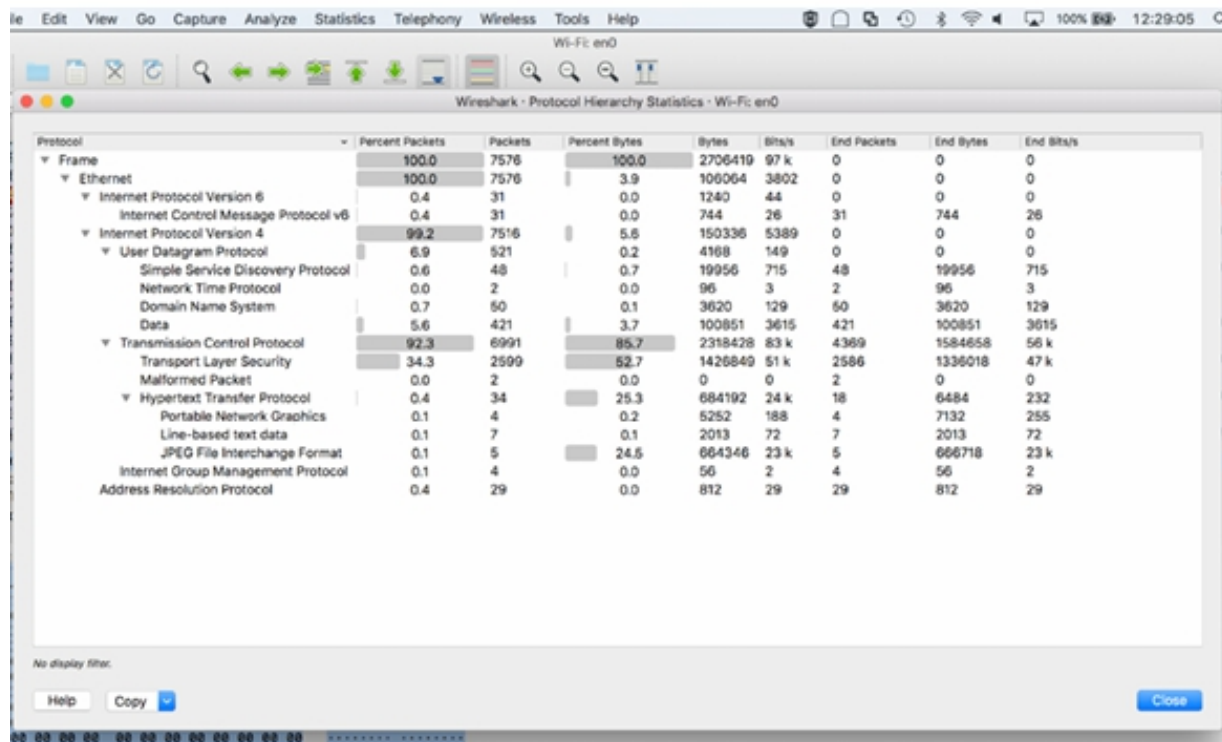 Edit View Go Capture Analyze Statistics Telephony Wireless Tools Help 100% 12:29:05
Wi-Fi: en0
Wireshark · Protocol Hierarchy Statistics · Wi-Fi: en0
Protocol Percent Packets Packets Percent Bytes Bytes Bits/s End Packets End Bytes End Bits/s
Frame 100.0 7576 100.0 2706419 97 k 0 0 0
Ethernet 100.0 7576 3.9 106064 3802 0 0 0
Internet Protocol Version 6 0.4 31 0.0 1240 44 0 0 0
Internet Control Message Protocol v6 0.4 31 0.0 744 26 31 744 26
Internet Protocol Version 4 99.2 7516 5.6 150336 5389 0 0 0
User Datagram Protocol 6.9 521 0.2 4168 149 0 0 0
Simple Service Discovery Protocol 0.6 48 0.7 19956 715 48 19956 715
Network Time Protocol 0.0 2 0.0 96 3 2 96 3
Domain Name System 0.7 50 0.1 3620 129 50 3620 129
Data 5.6 421 3.7 100851 3615 421 100851 3615
Transmission Control Protocol 92.3 6991 85.7 2318428 83 k 4369 1584658 56 k
Transport Layer Security 34.3 2599 52.7 1426849 51 k 2586 1336018 47 k
Malformed Packet 0.0 2 0.0 0 0 2 0 0
Hypertext Transfer Protocol 0.4 34 25.3 684192 24 k 18 6484 232
Portable Network Graphics 0.1 4 0.2 5252 188 4 7132 255
Line-based text data 0.1 7 0.1 2013 72 7 2013 72
JPEG File Interchange Format 0.1 5 24.5 664346 23 k 5 666718 23 k
Internet Group Management Protocol 0.1 4 0.0 56 2 4 56 2
Address Resolution Protocol 0.4 29 0.0 812 29 29 812 29
No display filter.
Help Copy Close